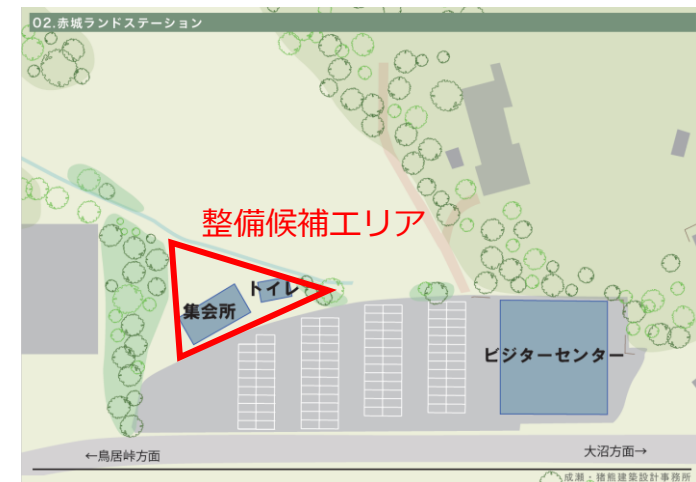 02.赤城ランドステーション
整備候補エリア
トイレ
集会所
ビジターセンター
←鳥居峠方面
大沼方面→
成瀬・猪熊建築設計事務所